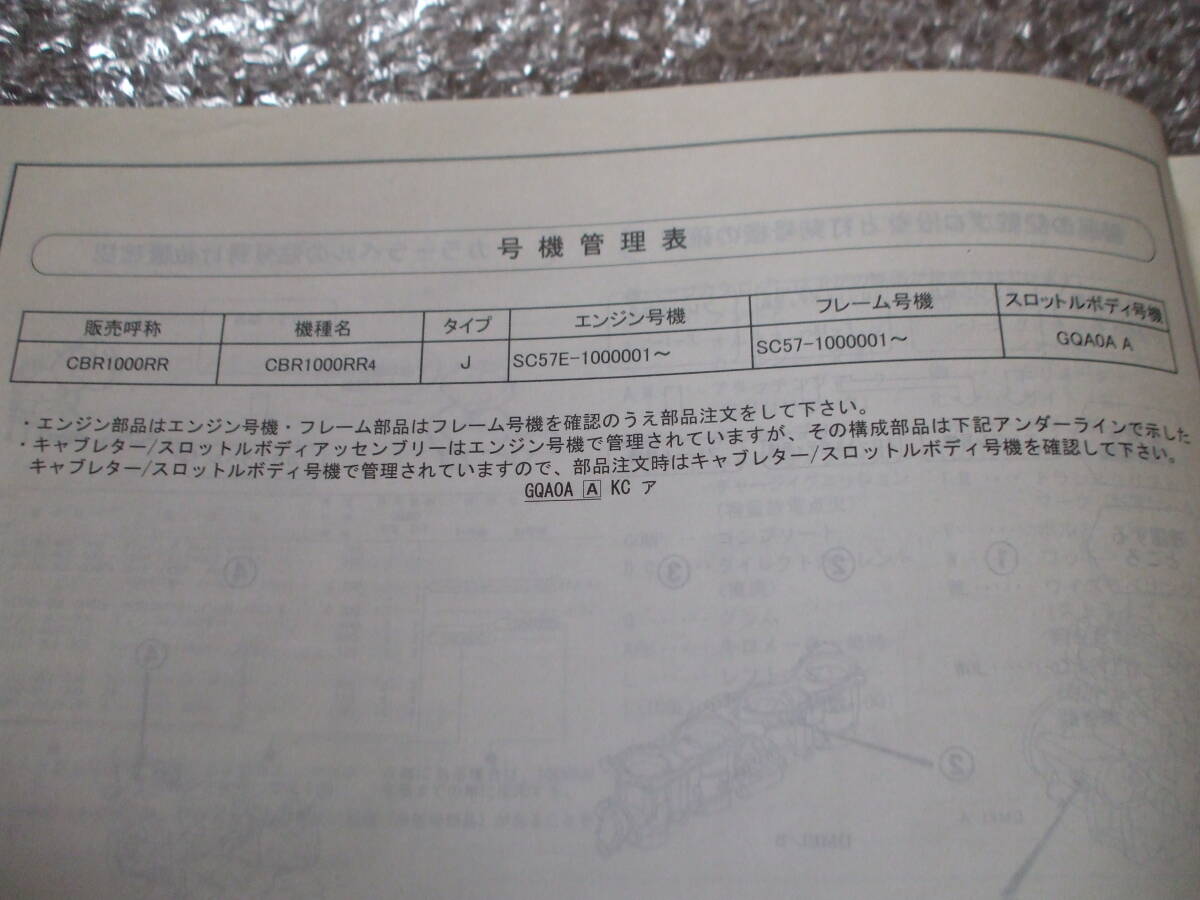 号機管理表
販売呼称 機種名 タイプ エンジン号機 フレーム号機 スロットルボディ号機
CBR1000RR CBR1000RR4 J SC57E-1000001～ SC57-1000001～ GQA0A A
・エンジン部品はエンジン号機・フレーム部品はフレーム号機を確認のうえ部品注文をして下さい。
・キャブレター/スロットルボディアッセンブリーはエンジン号機で管理されていますが、その構成部品は下記アンダーラインで示した
キャブレター/スロットルボディ号機で管理されていますので、部品注文時はキャブレター/スロットルボディ号機を確認して下さい。
GQA0A A KC ア